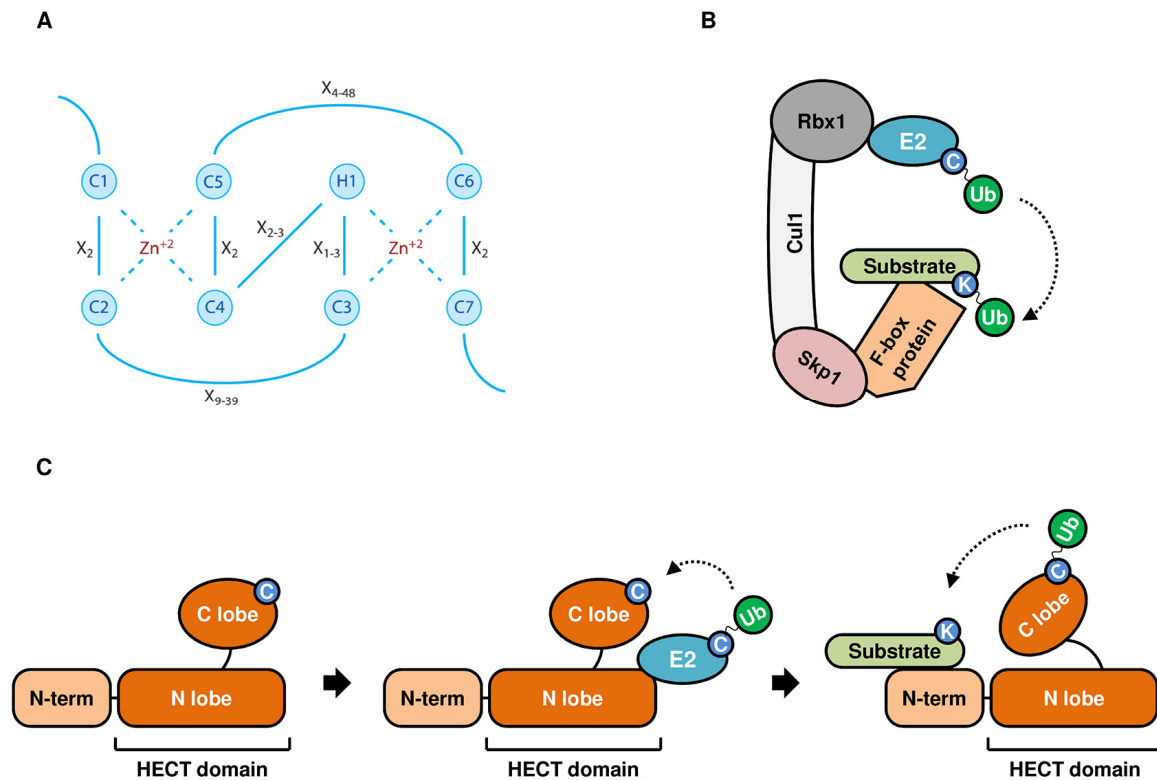 A
B
X4-48
C1
C5
H1
C6
X2
Zn+2
X2
X2-3
X1-3
Zn+2
X2
C2
C4
C3
C7
X9-39
Rbx1
E2
C
Ub
Cul1
Substrate
K
Ub
F-box
protein
Skp1
C
C
C lobe
N-term
N lobe
HECT domain
C
C lobe
C
Ub
E2
N-term
N lobe
HECT domain
Ub
C
C lobe
K
Substrate
N-term
N lobe
HECT domain